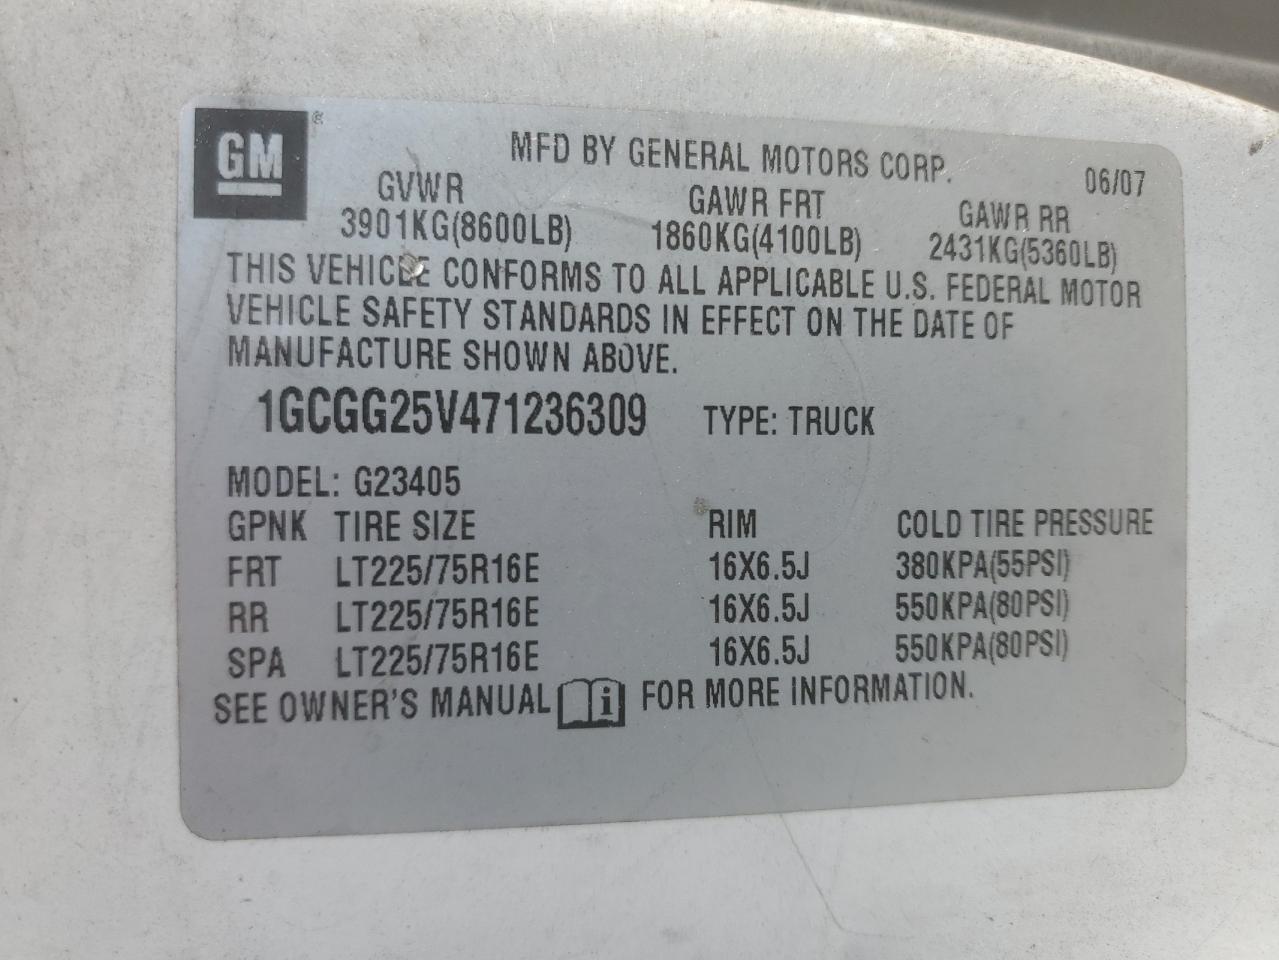 GM
MFD BY GENERAL MOTORS CORP. 06/07
GVWR GAWR FRT GAWR RR
3901KG(8600LB) 1860KG(4100LB) 2431KG(5360LB)
THIS VEHICLE CONFORMS TO ALL APPLICABLE U.S. FEDERAL MOTOR
VEHICLE SAFETY STANDARDS IN EFFECT ON THE DATE OF
MANUFACTURE SHOWN ABOVE.
1GCGG25V471236309 TYPE: TRUCK
MODEL: G23405
GPNK TIRE SIZE RIM COLD TIRE PRESSURE
FRT LT225/75R16E 16X6.5J 380KPA(55PSI)
RR LT225/75R16E 16X6.5J 550KPA(80PSI)
SPA LT225/75R16E 16X6.5J 550KPA(80PSI)
SEE OWNER'S MANUAL i FOR MORE INFORMATION.